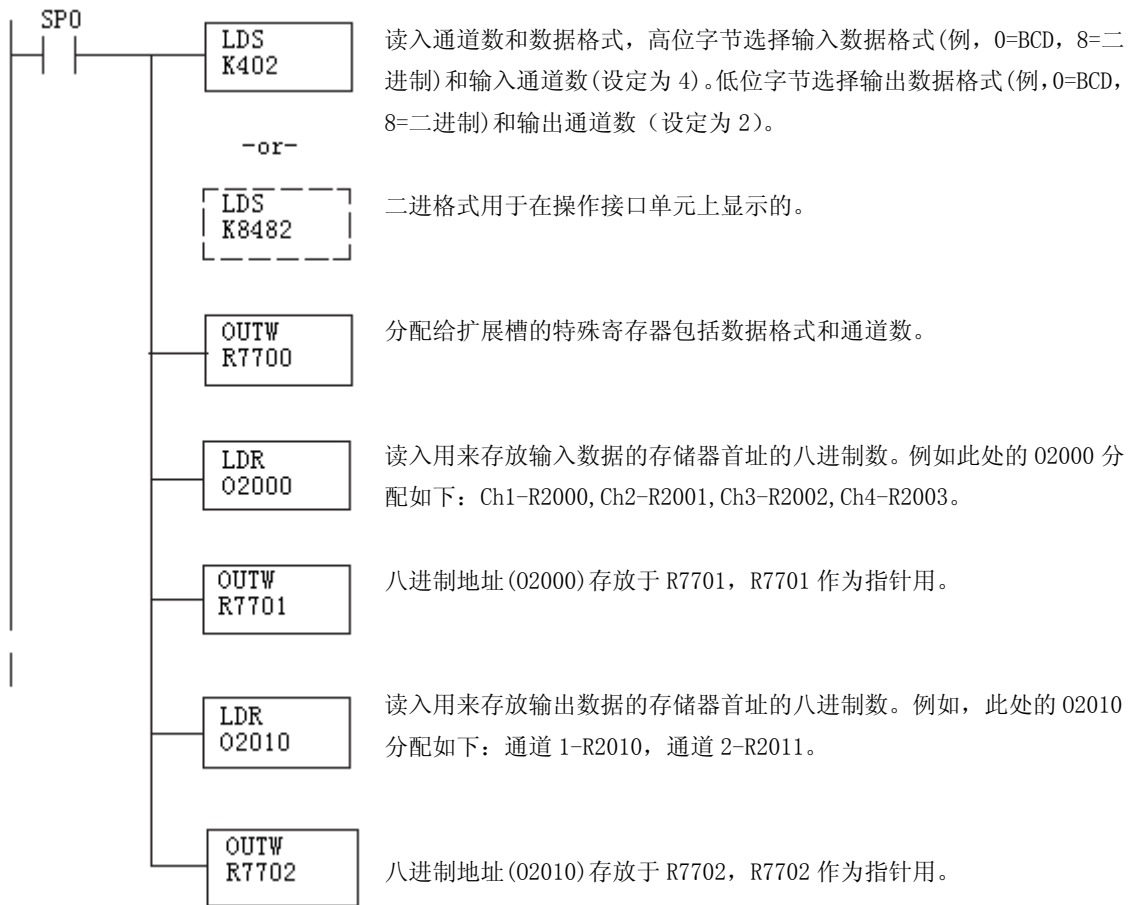 SP0
LDS
K402
读入通道数和数据格式，高位字节选择输入数据格式(例，0=BCD，8=二
进制)和输入通道数(设定为 4)。低位字节选择输出数据格式(例，0=BCD，
8=二进制)和输出通道数（设定为 2）。
-or-
LDS
K8482
二进格式用于在操作接口单元上显示的。
OUTW
R7700
分配给扩展槽的特殊寄存器包括数据格式和通道数。
LDR
O2000
读入用来存放输入数据的存储器首址的八进制数。例如此处的 O2000 分
配如下：Ch1-R2000,Ch2-R2001,Ch3-R2002,Ch4-R2003。
OUTW
R7701
八进制地址(O2000)存放于 R7701，R7701 作为指针用。
LDR
O2010
读入用来存放输出数据的存储器首址的八进制数。例如，此处的 O2010
分配如下：通道 1-R2010，通道 2-R2011。
OUTW
R7702
八进制地址(O2010)存放于 R7702，R7702 作为指针用。